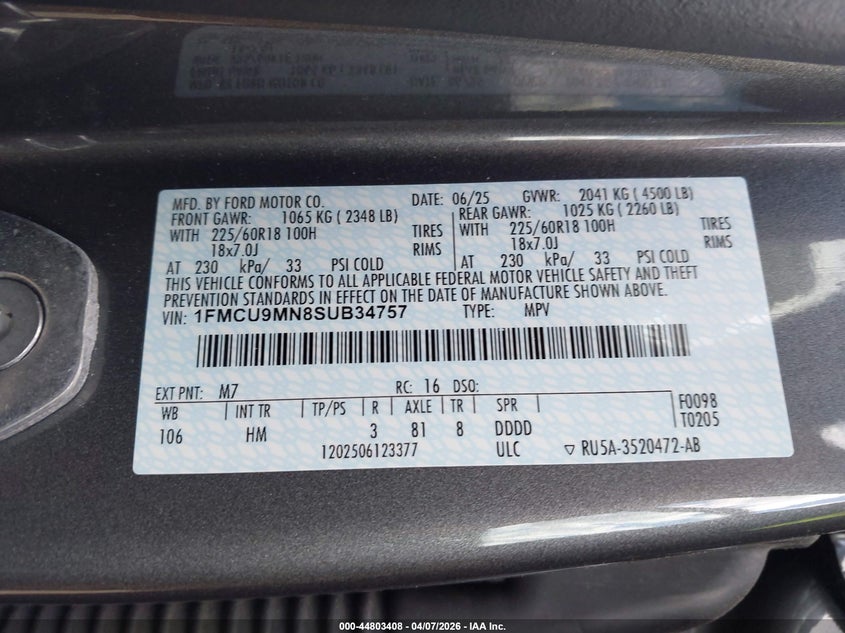 MFD. BY FORD MOTOR CO. DATE: 06/25 GVWR: 2041 KG ( 4500 LB)
FRONT GAWR: 1065 KG ( 2348 LB) REAR GAWR: 1025 KG ( 2260 LB)
WITH 225/60R18 100H TIRES WITH 225/60R18 100H TIRES
18x7.0J RIMS 18x7.0J RIMS
AT 230 kPa/ 33 PSI COLD AT 230 kPa/ 33 PSI COLD
THIS VEHICLE CONFORMS TO ALL APPLICABLE FEDERAL MOTOR VEHICLE SAFETY AND THEFT
PREVENTION STANDARDS IN EFFECT ON THE DATE OF MANUFACTURE SHOWN ABOVE.
VIN: 1FMCU9MN8SUB34757 TYPE: MPV
EXT PNT: M7 RC: 16 DSO:
WB INT TR TP/PS R AXLE TR SPR F0098
106 HM 3 81 8 DDDD T0205
1202506123377 ULC ▽ RU5A-3520472-AB
000-44803408 - 04/07/2026 - IAA Inc.